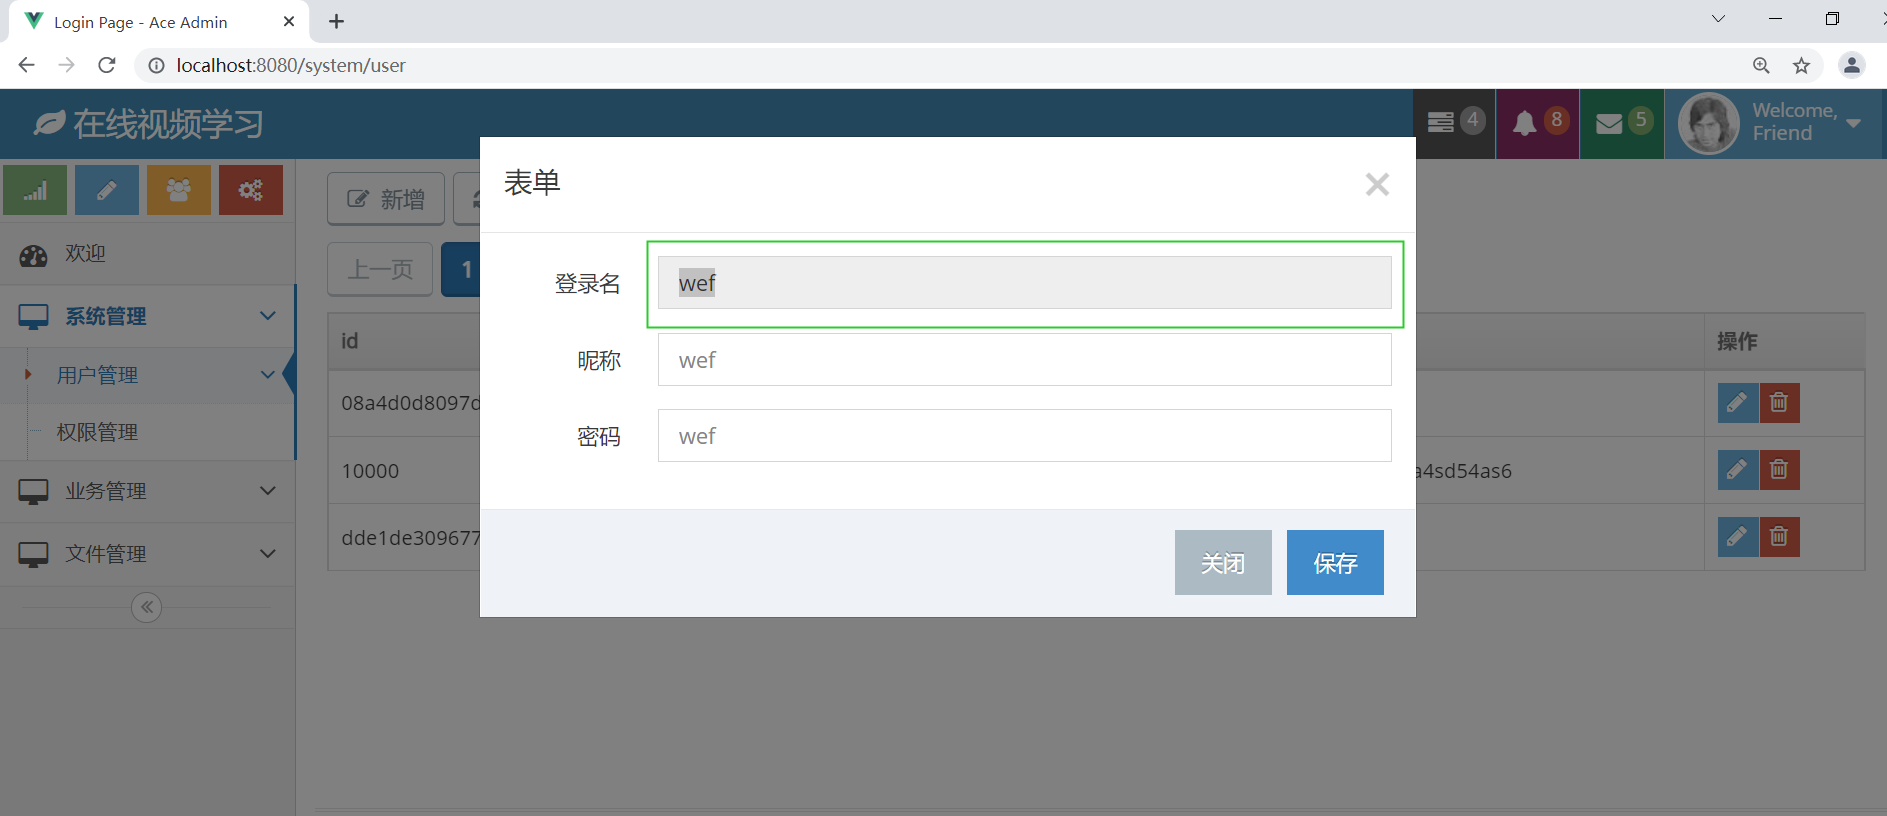 Login Page - Ace Admin
localhost:8080/system/user
在线视频学习
4
8
5
Welcome,
Friend
新增
欢迎
系统管理
用户管理
权限管理
业务管理
文件管理
上一页
1
id
操作
08a4d0d8097d
10000
a4sd54as6
dde1de309677
表单
登录名
wef
昵称
wef
密码
wef
关闭
保存